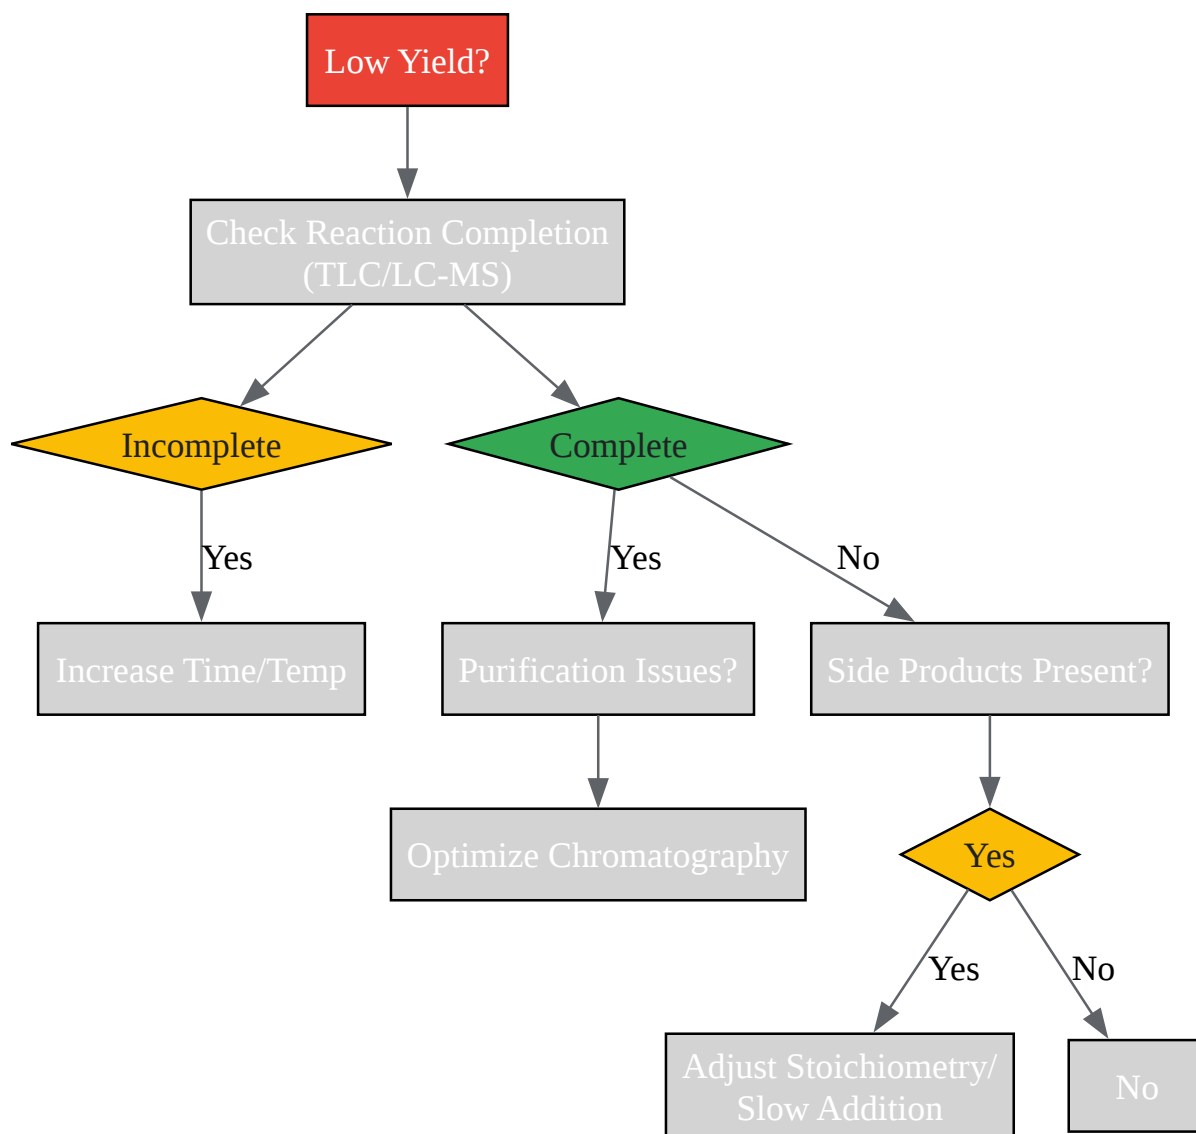 Low Yield?
Check Reaction Completion
(TLC/LC-MS)
Incomplete
Complete
Yes
Yes
No
Increase Time/Temp
Purification Issues?
Side Products Present?
Optimize Chromatography
Yes
Yes
No
Adjust Stoichiometry/
Slow Addition
No